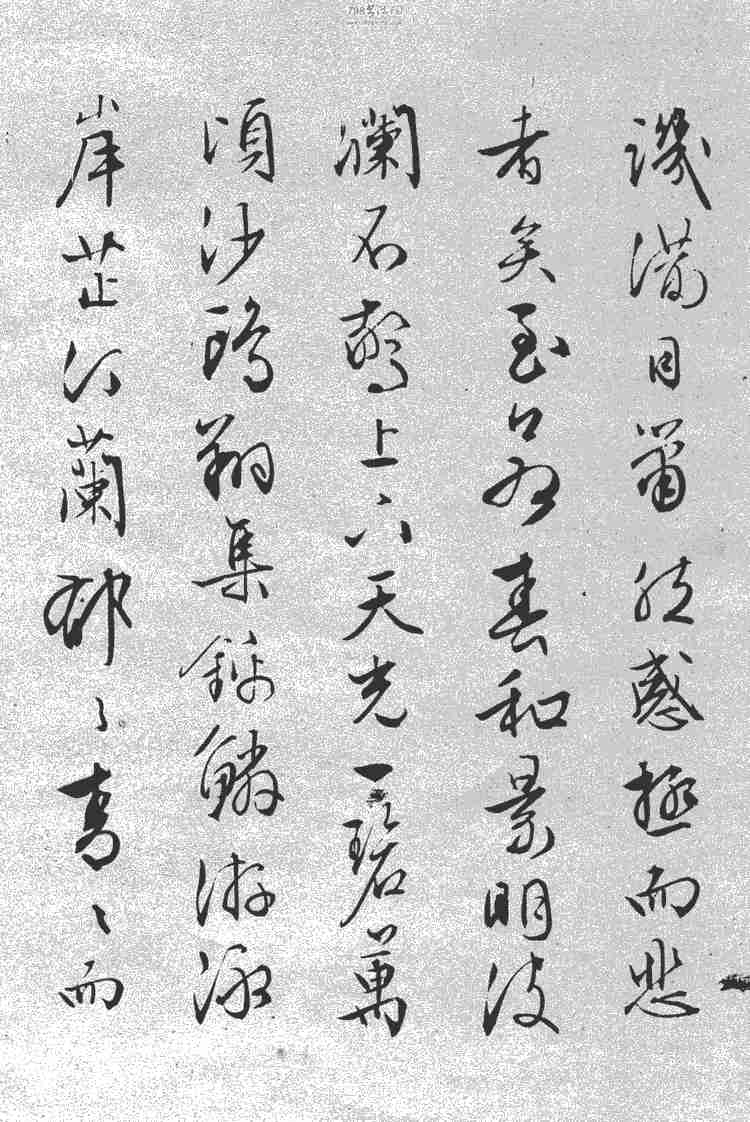 譏滿目蕭然感極而悲
者矣至若春和景明波
瀾不驚上下天光一碧萬
頃沙鷗翔集錦鱗游泳
岸芷汀蘭郁々青々而